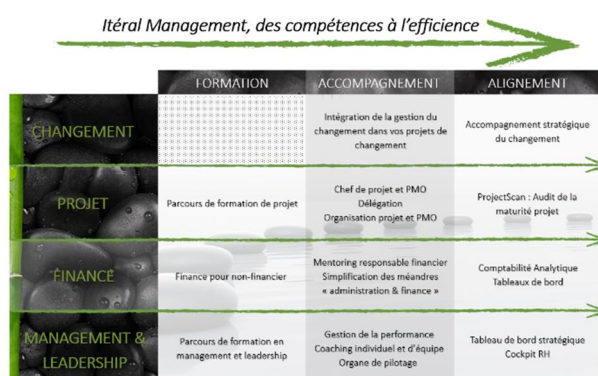 Itéral Management, des compétences à l'efficience
FORMATION
ACCOMPAGNEMENT
ALIGNEMENT
CHANGEMENT
Intégration de la gestion du
changement dans vos projets de
changement
Accompagnement stratégique
du changement
PROJET
Parcours de formation de projet
Chef de projet et PMO
Délégation
Organisation projet et PMO
ProjectScan : Audit de la
maturité projet
FINANCE
Finance pour non-financier
Mentoring responsable financier
Simplification des méandres
« administration & finance »
Comptabilité Analytique
Tableaux de bord
MANAGEMENT &
LEADERSHIP
Parcours de formation en
management et leadership
Gestion de la performance
Coaching individuel et d'équipe
Organe de pilotage
Tableau de bord stratégique
Cockpit RH